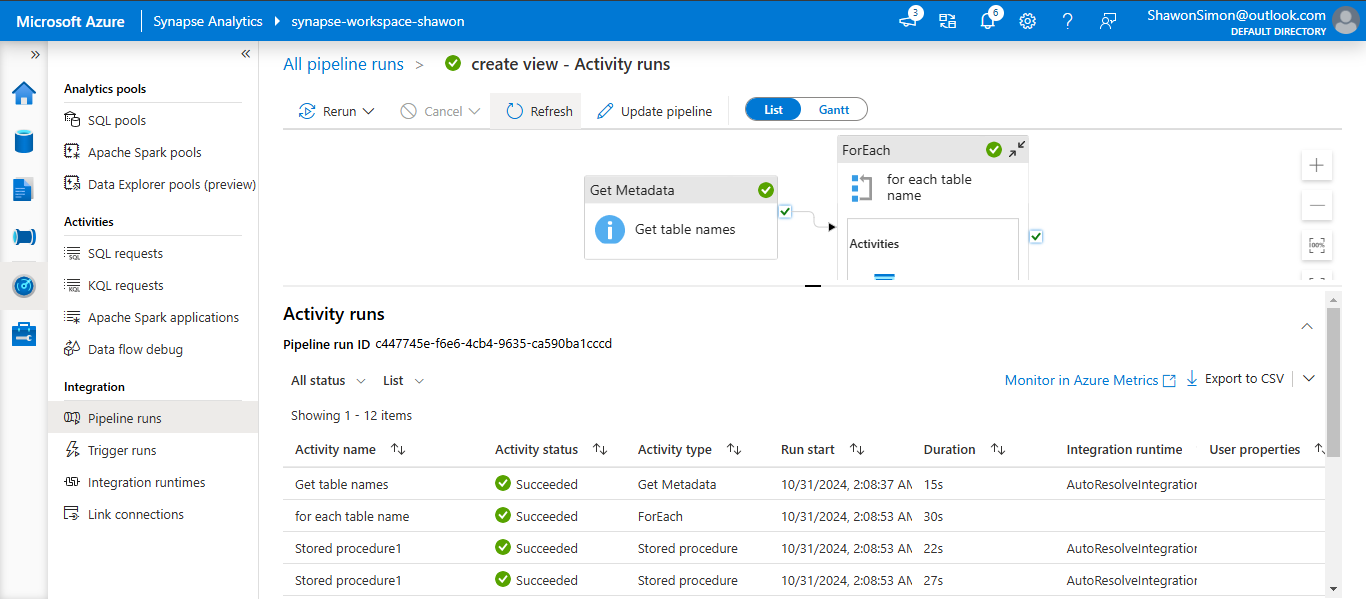 Microsoft Azure Synapse Analytics synapse-workspace-shawon 3 6 ? ShawonSimon@outlook.com
DEFAULT DIRECTORY
» «
All pipeline runs > create view - Activity runs
Analytics pools
SQL pools
Apache Spark pools
Data Explorer pools (preview)
Activities
SQL requests
KQL requests
Apache Spark applications
Data flow debug
Integration
Pipeline runs
Trigger runs
Integration runtimes
Link connections
Rerun Cancel Refresh Update pipeline List Gantt
Get Metadata
Get table names
ForEach
for each table
name
Activities
100%
Activity runs
Pipeline run ID c447745e-f6e6-4cb4-9635-ca590ba1cccd
All status List Monitor in Azure Metrics Export to CSV
Showing 1 - 12 items
Activity name Activity status Activity type Run start Duration Integration runtime User properties
Get table names Succeeded Get Metadata 10/31/2024, 2:08:37 AM 15s AutoResolveIntegration
for each table name Succeeded ForEach 10/31/2024, 2:08:53 AM 30s
Stored procedure1 Succeeded Stored procedure 10/31/2024, 2:08:53 AM 22s AutoResolveIntegration
Stored procedure1 Succeeded Stored procedure 10/31/2024, 2:08:53 AM 27s AutoResolveIntegration